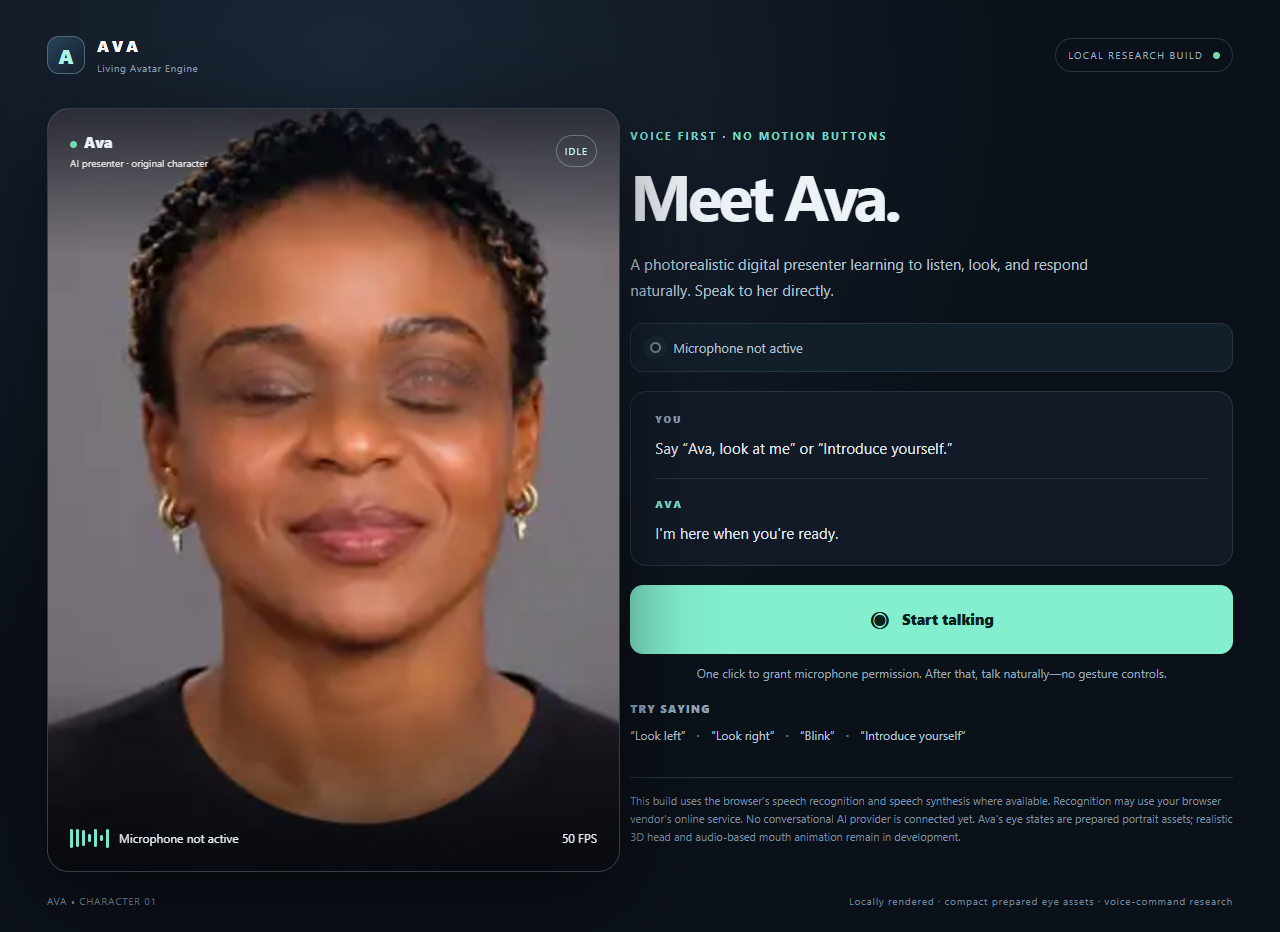 A
AVA
Living Avatar Engine
LOCAL RESEARCH BUILD
Ava
AI presenter · original character
IDLE
Microphone not active
50 FPS
VOICE FIRST · NO MOTION BUTTONS
Meet Ava.
A photorealistic digital presenter learning to listen, look, and respond
naturally. Speak to her directly.
Microphone not active
YOU
Say “Ava, look at me” or “Introduce yourself.”
AVA
I'm here when you're ready.
Start talking
One click to grant microphone permission. After that, talk naturally—no gesture controls.
TRY SAYING
“Look left” · “Look right” · “Blink” · “Introduce yourself”
This build uses the browser's speech recognition and speech synthesis where available. Recognition may use your browser
vendor's online service. No conversational AI provider is connected yet. Ava's eye states are prepared portrait assets; realistic
3D head and audio-based mouth animation remain in development.
AVA • CHARACTER 01
Locally rendered · compact prepared eye assets · voice-command research